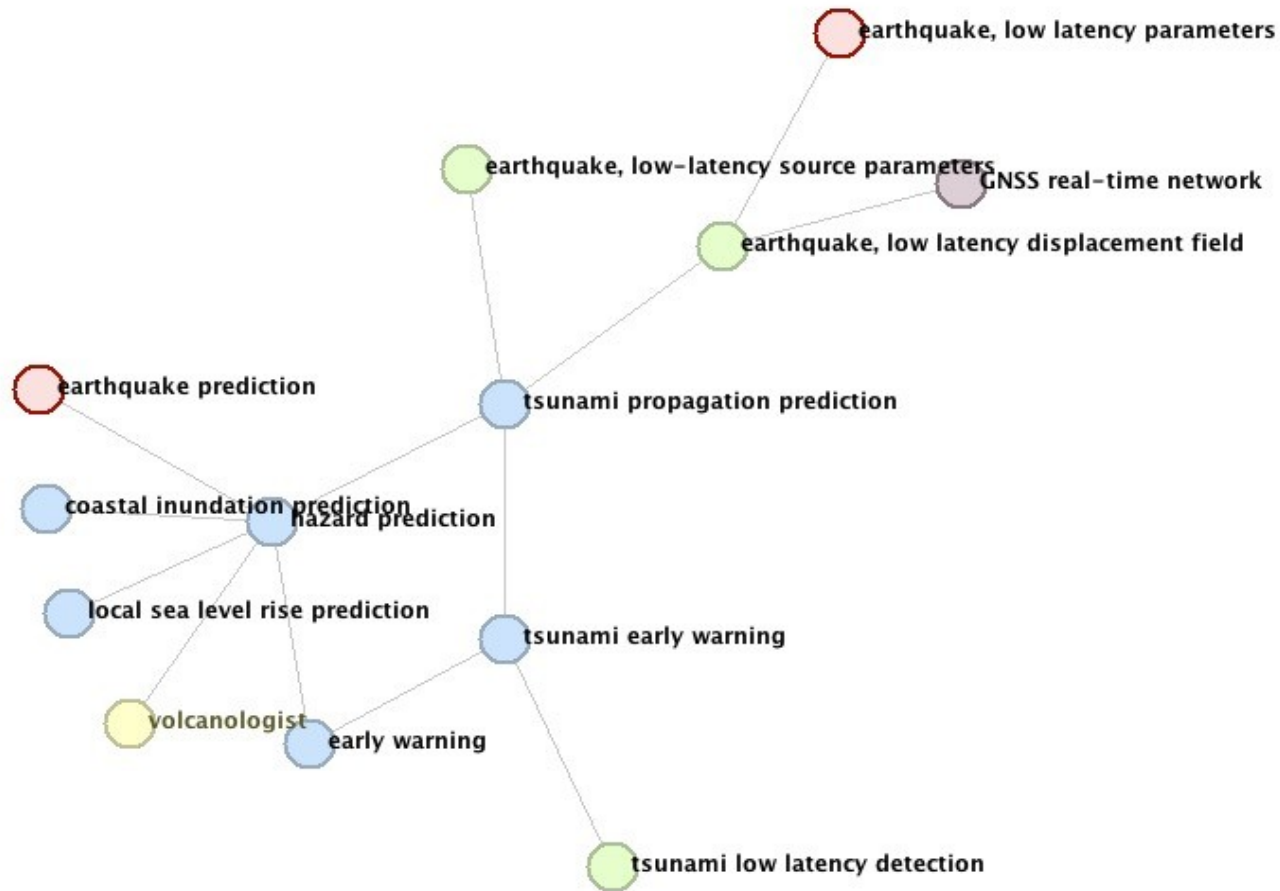 earthquake, low latency parameters
earthquake, low-latency source parameters
GNSS real-time network
earthquake, low latency displacement field
earthquake prediction
tsunami propagation prediction
coastal inundation prediction
hazard prediction
local sea level rise prediction
tsunami early warning
volcanologist
early warning
tsunami low latency detection